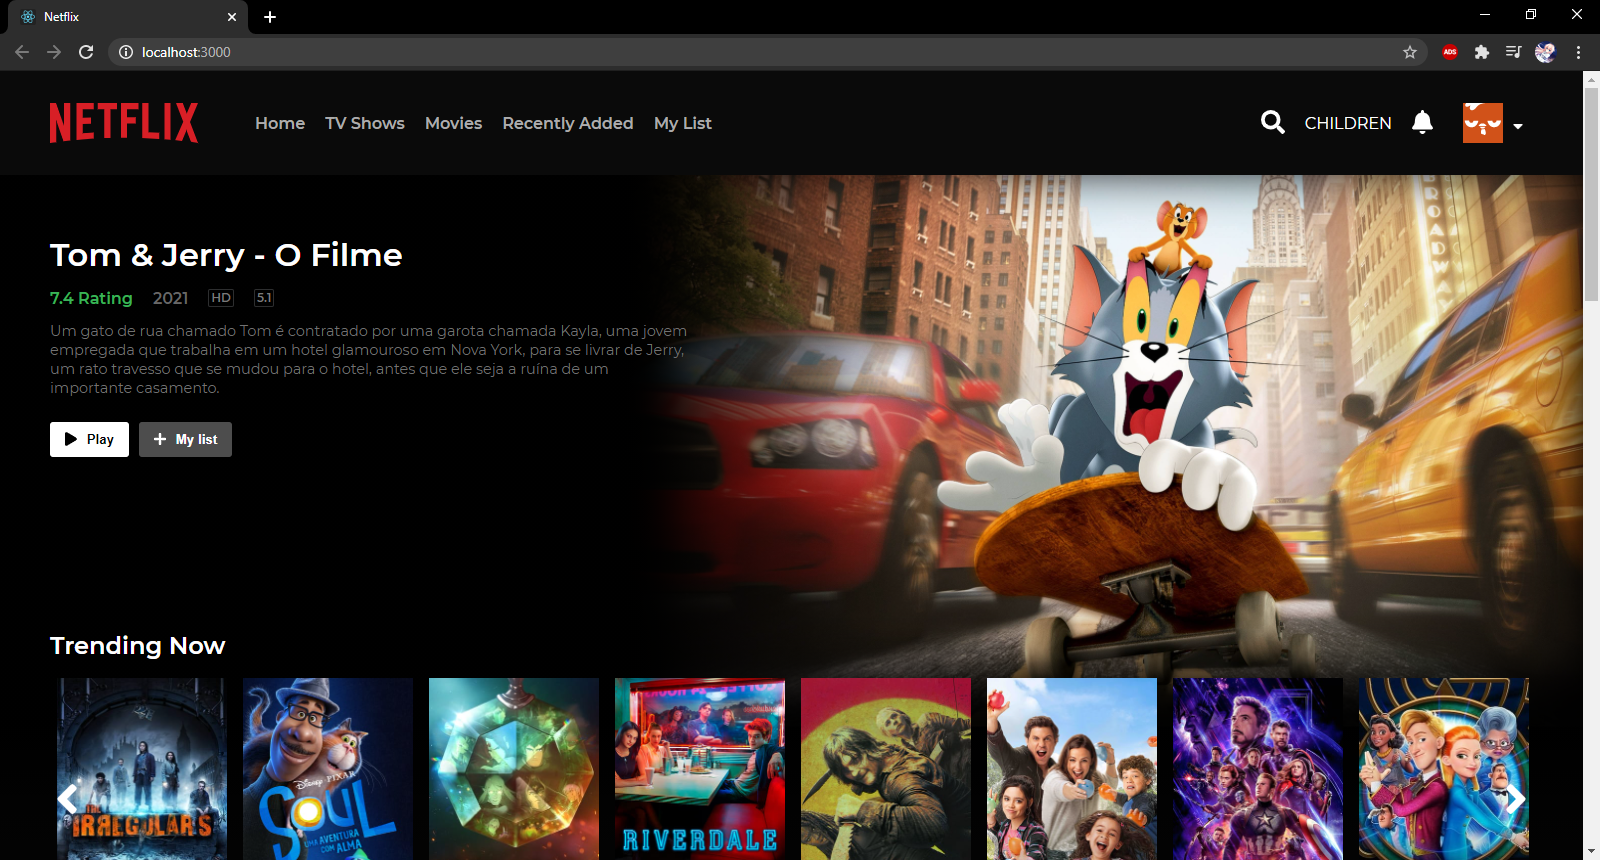 Netflix
localhost:3000
ADS
NETFLIX
Home TV Shows Movies Recently Added My List
CHILDREN
BROADWAY
Tom & Jerry - O Filme
7.4 Rating 2021 HD 5.1
Um gato de rua chamado Tom é contratado por uma garota chamada Kayla, uma jovem
empregada que trabalha em um hotel glamouroso em Nova York, para se livrar de Jerry,
um rato travesso que se mudou para o hotel, antes que ele seja a ruína de um
importante casamento.
Play My list
Trending Now
THE
IRREGULARS
DISNEY PIXAR
SOUL
UMA AVENTURA
COM ALMA
RIVERDALE